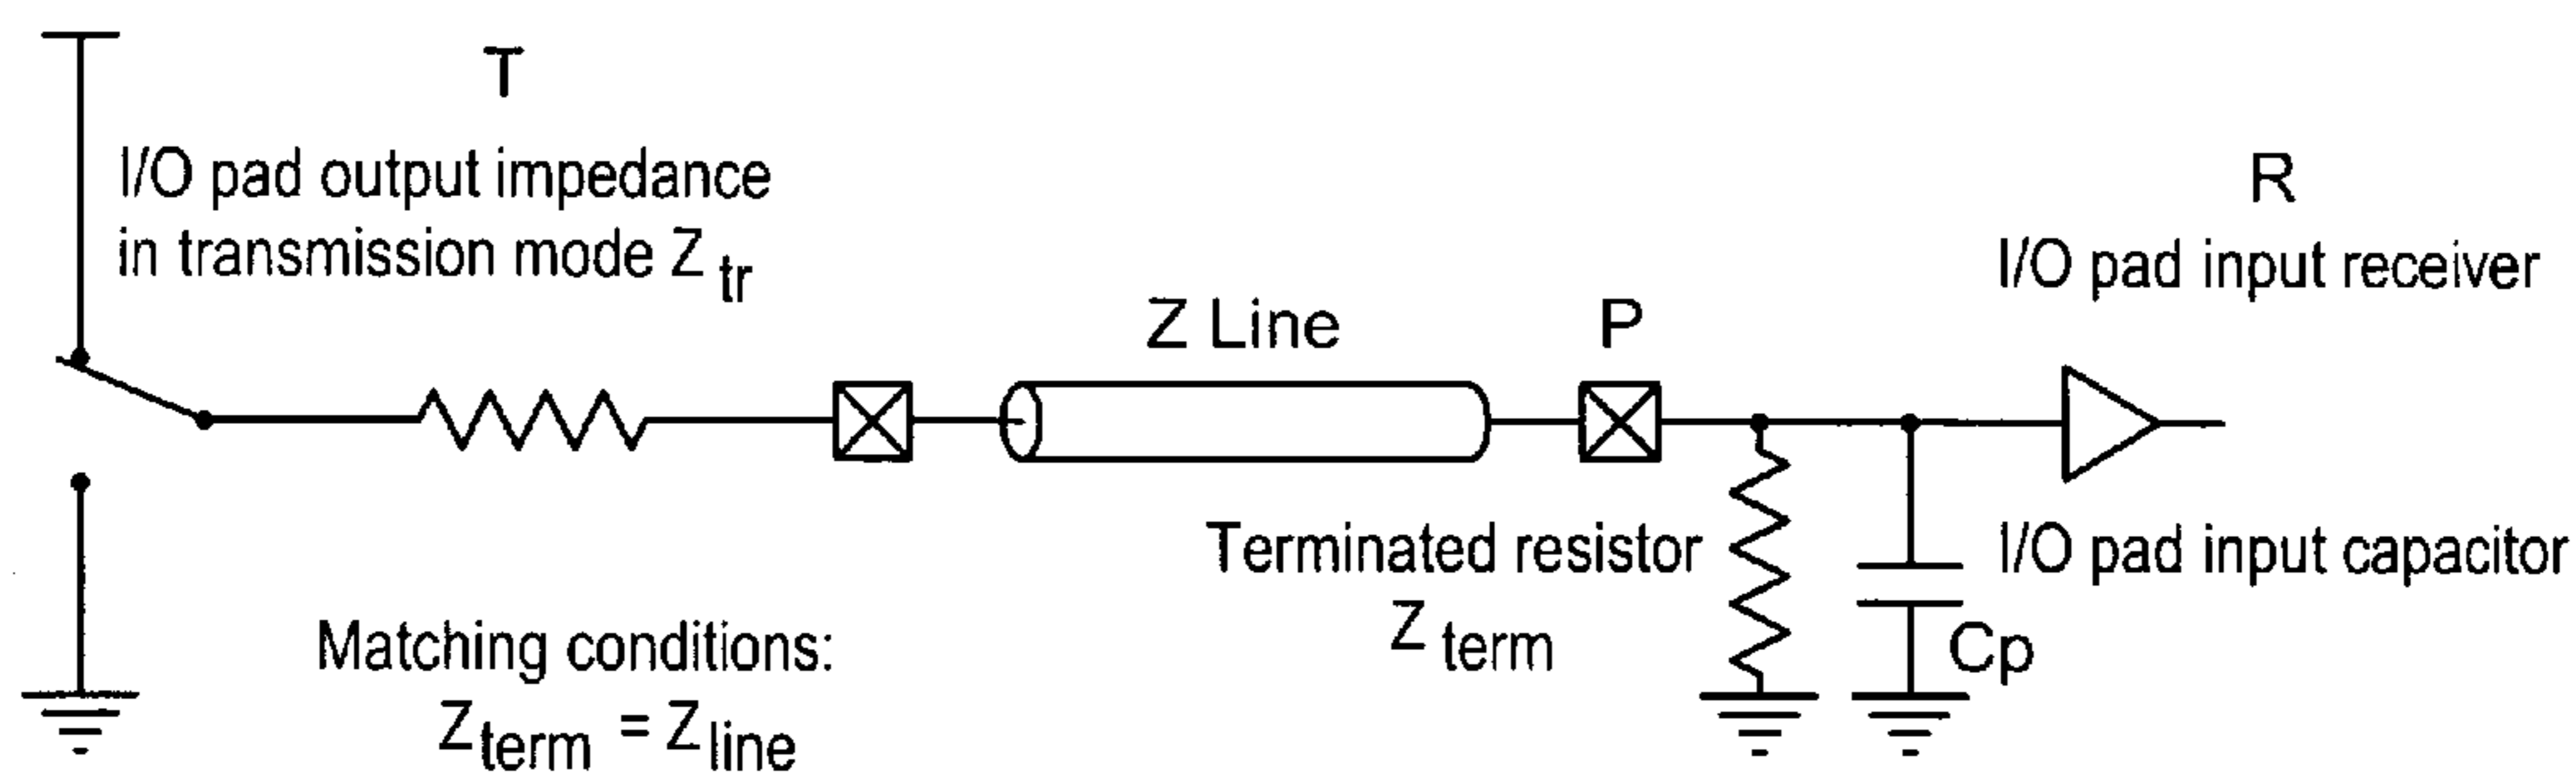 T
I/O pad output impedance
in transmission mode Z tr
Z Line
P
R
I/O pad input receiver
Terminated resistor
Z term
I/O pad input capacitor
Cp
Matching conditions:
Zterm = Zline